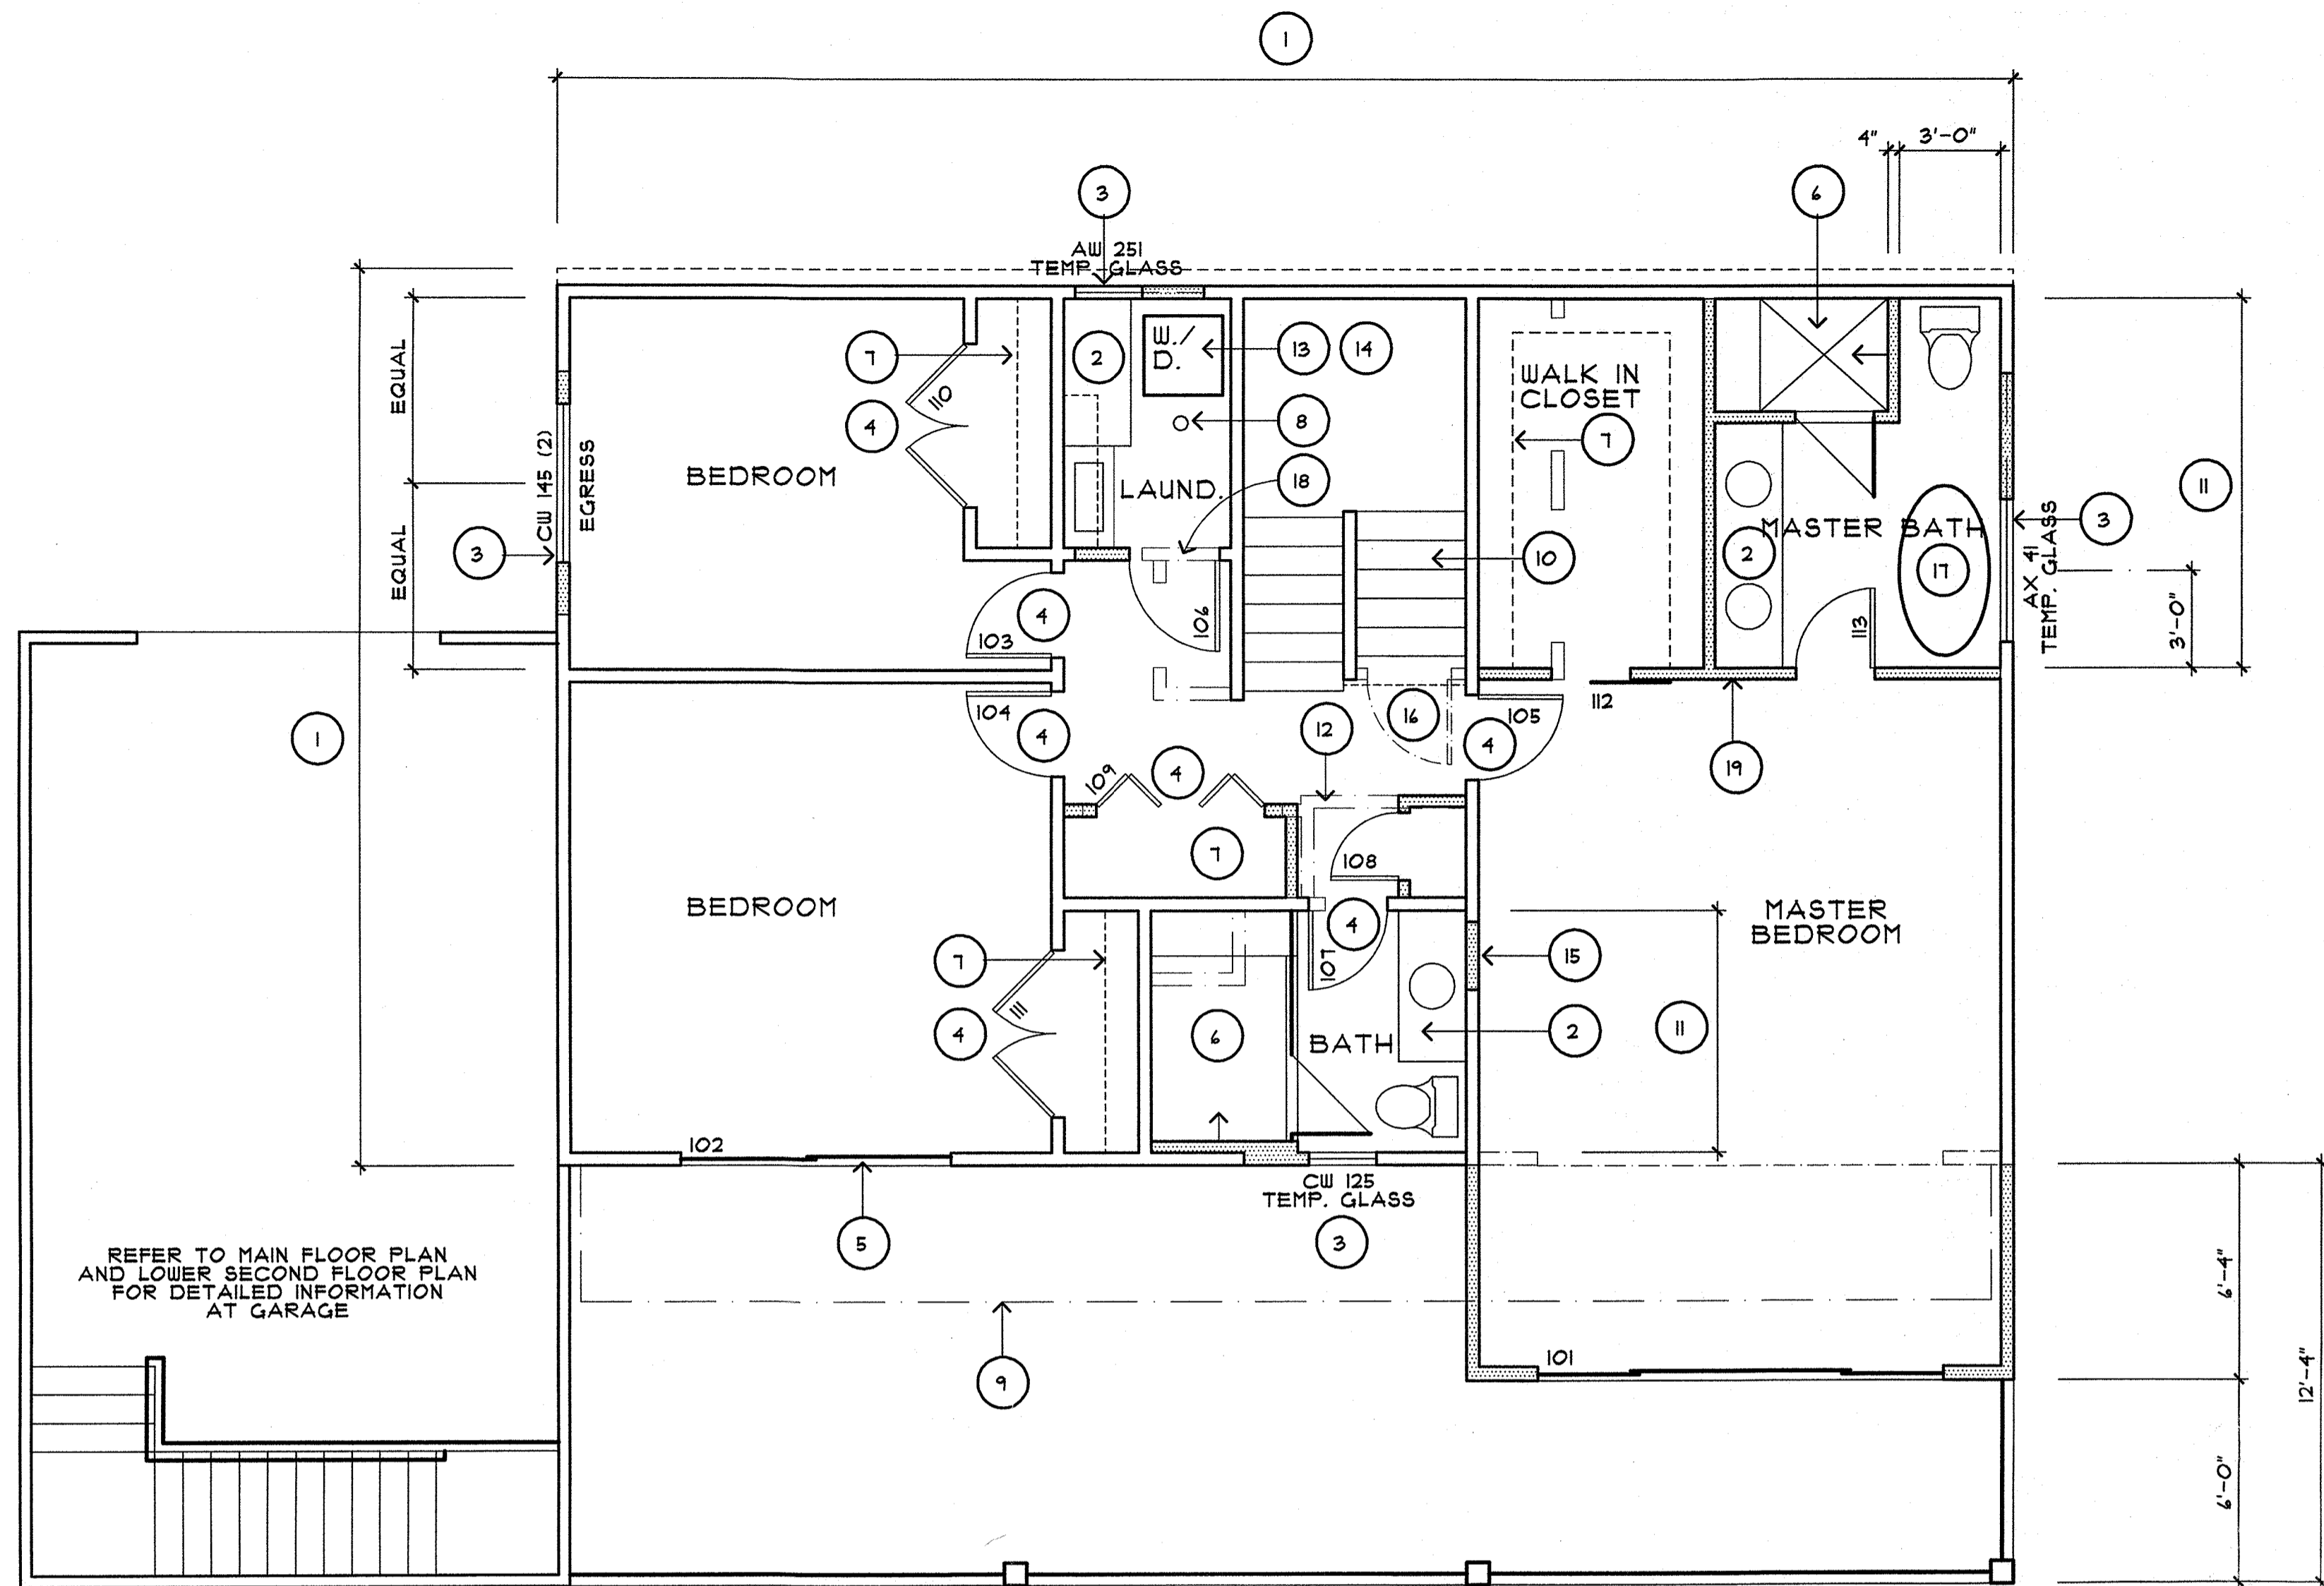 1
4" 3'-0"
3
6
AW 251
TEMP. GLASS
EQUAL
EQUAL
CW 145 (2)
EGRESS
3
7
110
4
BEDROOM
2
W./
D.
13 14
8
18
LAUND.
10
WALK IN
CLOSET
7
MASTER BATH
2
17
11
3
AX 41
TEMP. GLASS
3'-0"
4
103
106
113
1
104
4
12
16
4
105
112
19
109
4
7
108
BEDROOM
4
107
MASTER
BEDROOM
7
15
111
4
6
BATH
2
11
102
CW 125
TEMP. GLASS
5
3
REFER TO MAIN FLOOR PLAN
AND LOWER SECOND FLOOR PLAN
FOR DETAILED INFORMATION
AT GARAGE
6'-4"
9
101
12'-4"
6'-0"